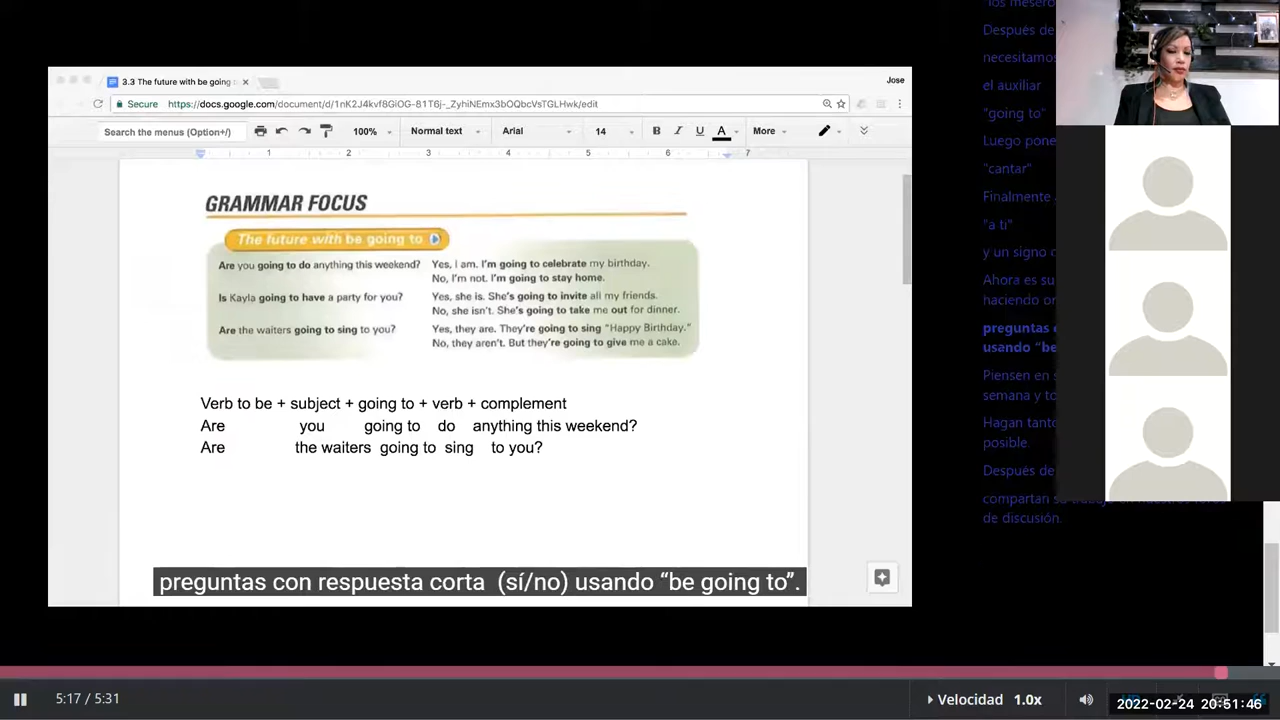 3.3 The future with be going
Jose
Secure
https://docs.google.com/document/d/1nK2J4kvf8GiOG-81T6j-_ZyhiNEmx3bOQbcVsTGLHwk/edit
Search the menus (Option+/)
100%
Normal text
Arial
14
B I U A
More
1 2 3 4 5 6 7
GRAMMAR FOCUS
The future with be going to
Are you going to do anything this weekend? Yes, I am. I'm going to celebrate my birthday.
No, I'm not. I'm going to stay home.
Is Kayla going to have a party for you? Yes, she is. She's going to invite all my friends.
No, she isn't. She's going to take me out for dinner.
Are the waiters going to sing to you? Yes, they are. They're going to sing "Happy Birthday."
No, they aren't. But they're going to give me a cake.
Verb to be + subject + going to + verb + complement
Are you going to do anything this weekend?
Are the waiters going to sing to you?
preguntas con respuesta corta (sí/no) usando “be going to”.
"los mesero
Después de
necesitamos
el auxiliar
"going to"
Luego pone
"cantar"
Finalmente
"a ti"
y un signo
Ahora es su
haciendo
preguntas
usando “be
Piensen en
semana y
Hagan tanto
posible.
Después de
compartan
de discusión.
5:17 / 5:31
Velocidad 1.0x
2022-02-24 20:51:46